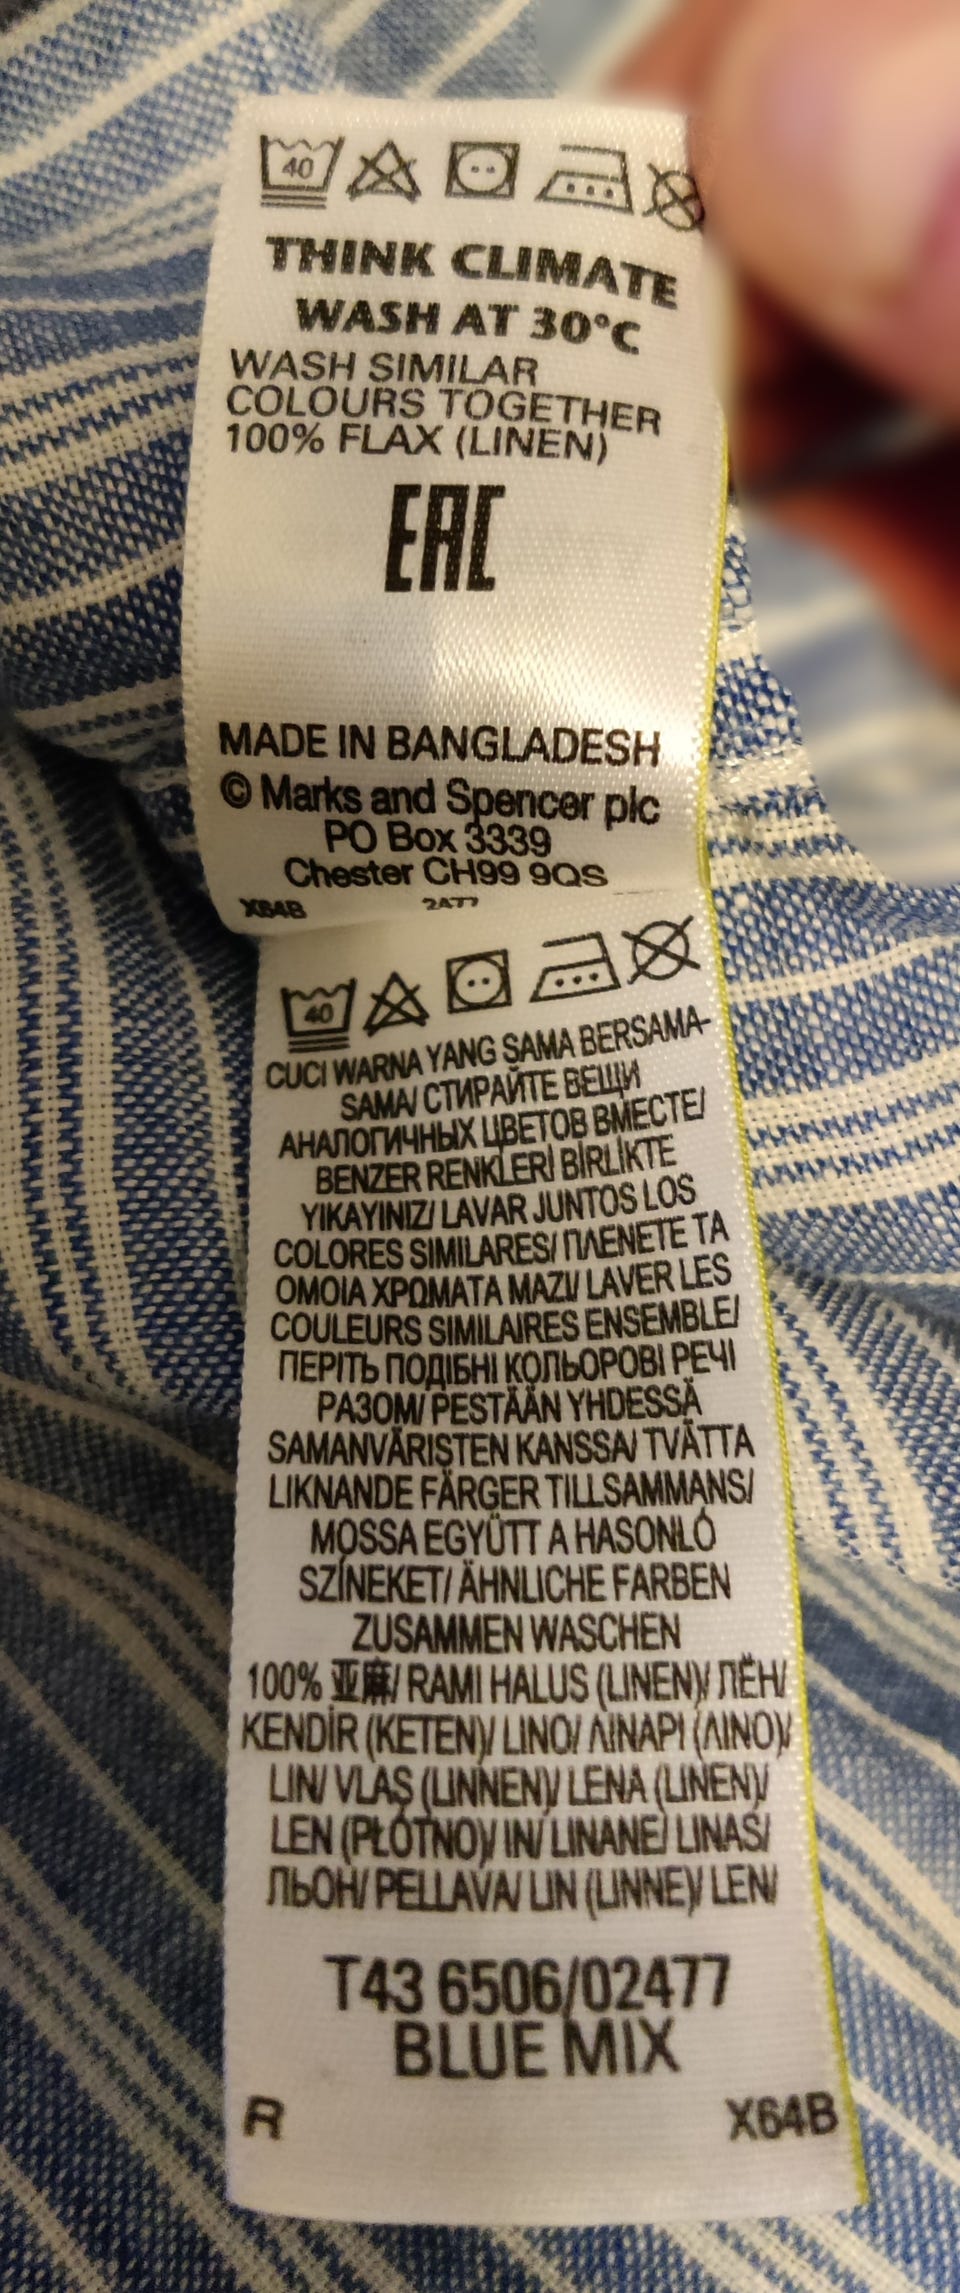 40
THINK CLIMATE
WASH AT 30°C
WASH SIMILAR
COLOURS TOGETHER
100% FLAX (LINEN)
EAC
MADE IN BANGLADESH
© Marks and Spencer plc
PO Box 3339
Chester CH99 9QS
X64B 2A77
40
CUCI WARNA YANG SAMA BERSAMA-
SAMA/ СТИРАЙТЕ ВЕЩИ
АНАЛОГИЧНЫХ ЦВЕТОВ ВМЕСТЕ/
BENZER RENKLERİ BİRLİKTE
YIKAYINIZ/ LAVAR JUNTOS LOS
COLORES SIMILARES/ ΠΛΕΝΕΤΕ ΤΑ
ΟΜΟΙΑ ΧΡΩΜΑΤΑ ΜΑΖΙ/ LAVER LES
COULEURS SIMILAIRES ENSEMBLE/
ПЕРІТЬ ПОДІБНІ КОЛЬОРОВІ РЕЧІ
РАЗОМ/ PESTÄÄN YHDESSÄ
SAMANVÄRISTEN KANSSA/ TVÄTTA
LIKNANDE FÄRGER TILLSAMMANS/
MOSSA EGYÜTT A HASONLÓ
SZÍNEKET/ ÄHNLICHE FARBEN
ZUSAMMEN WASCHEN
100% 亚麻/ RAMI HALUS (LINEN)/ ЛЁН/
KENDİR (KETEN)/ LINO/ ΛΙΝΑΡΙ (ΛΙΝΟ)/
LIN/ VLAS (LINNEN)/ LENA (LINEN)/
LEN (PŁÓTNO)/ IN/ LINANE/ LINAS/
ЛЬОН/ PELLAVA/ LIN (LINNE)/ LEN/
T43 6506/02477
BLUE MIX
R X64B